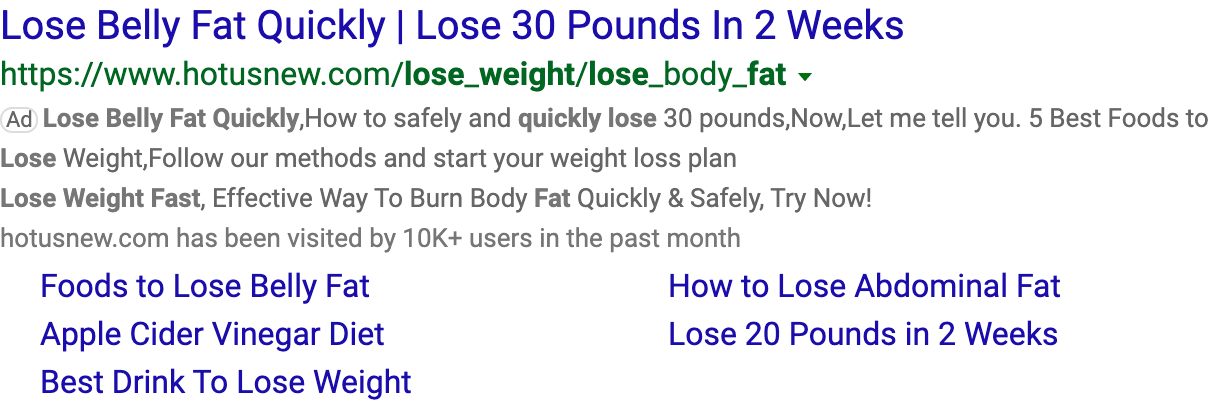 Lose Belly Fat Quickly | Lose 30 Pounds In 2 Weeks
https://www.hotusnew.com/lose_weight/lose_body_fat
Ad Lose Belly Fat Quickly,How to safely and quickly lose 30 pounds,Now,Let me tell you. 5 Best Foods to
Lose Weight,Follow our methods and start your weight loss plan
Lose Weight Fast, Effective Way To Burn Body Fat Quickly & Safely, Try Now!
hotusnew.com has been visited by 10K+ users in the past month
Foods to Lose Belly Fat
How to Lose Abdominal Fat
Apple Cider Vinegar Diet
Lose 20 Pounds in 2 Weeks
Best Drink To Lose Weight